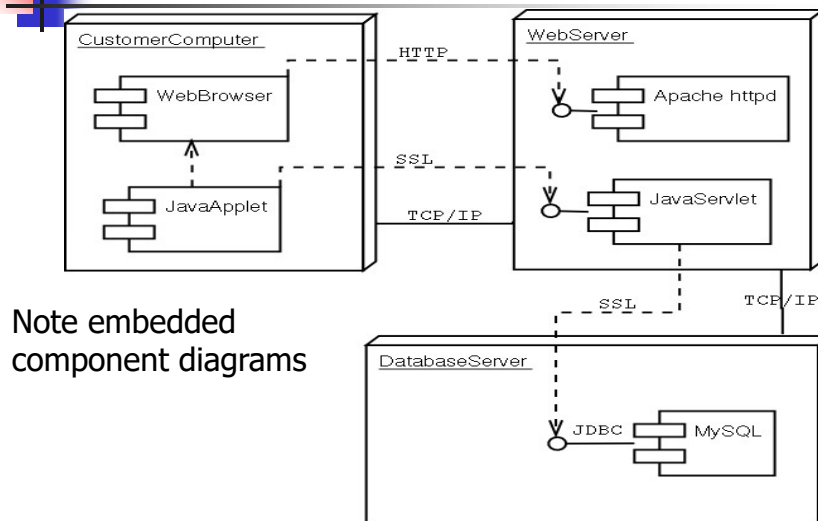 CustomerComputer
WebServer
HTTP
WebBrowser
Apache httpd
SSL
JavaApplet
JavaServlet
TCP/IP
SSL
TCP/IP
Note embedded
component diagrams
DatabaseServer
JDBC
MySQL